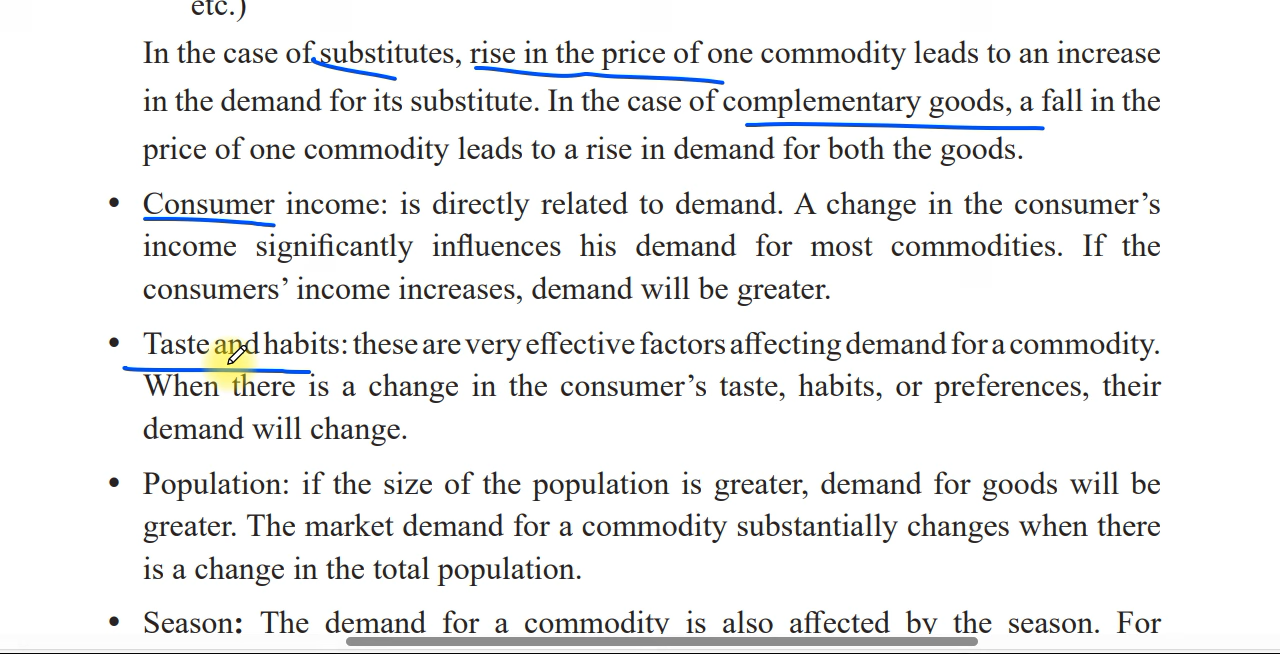 etc.)
In the case of substitutes, rise in the price of one commodity leads to an increase
in the demand for its substitute. In the case of complementary goods, a fall in the
price of one commodity leads to a rise in demand for both the goods.
• Consumer income: is directly related to demand. A change in the consumer’s
income significantly influences his demand for most commodities. If the
consumers’ income increases, demand will be greater.
• Taste and habits: these are very effective factors affecting demand for a commodity.
When there is a change in the consumer’s taste, habits, or preferences, their
demand will change.
• Population: if the size of the population is greater, demand for goods will be
greater. The market demand for a commodity substantially changes when there
is a change in the total population.
• Season: The demand for a commodity is also affected by the season. For